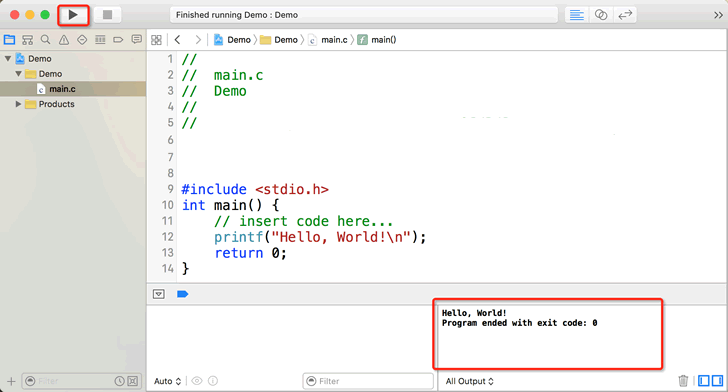 Finished running Demo : Demo
Demo
Demo
main.c
Products
Demo Demo main.c main()
1 //
2 // main.c
3 // Demo
4 //
5 //
6
7
8
9 #include <stdio.h>
10 int main() {
11 // insert code here...
12 printf("Hello, World!\n");
13 return 0;
14 }
Hello, World!
Program ended with exit code: 0
Filter
Auto
Filter
All Output